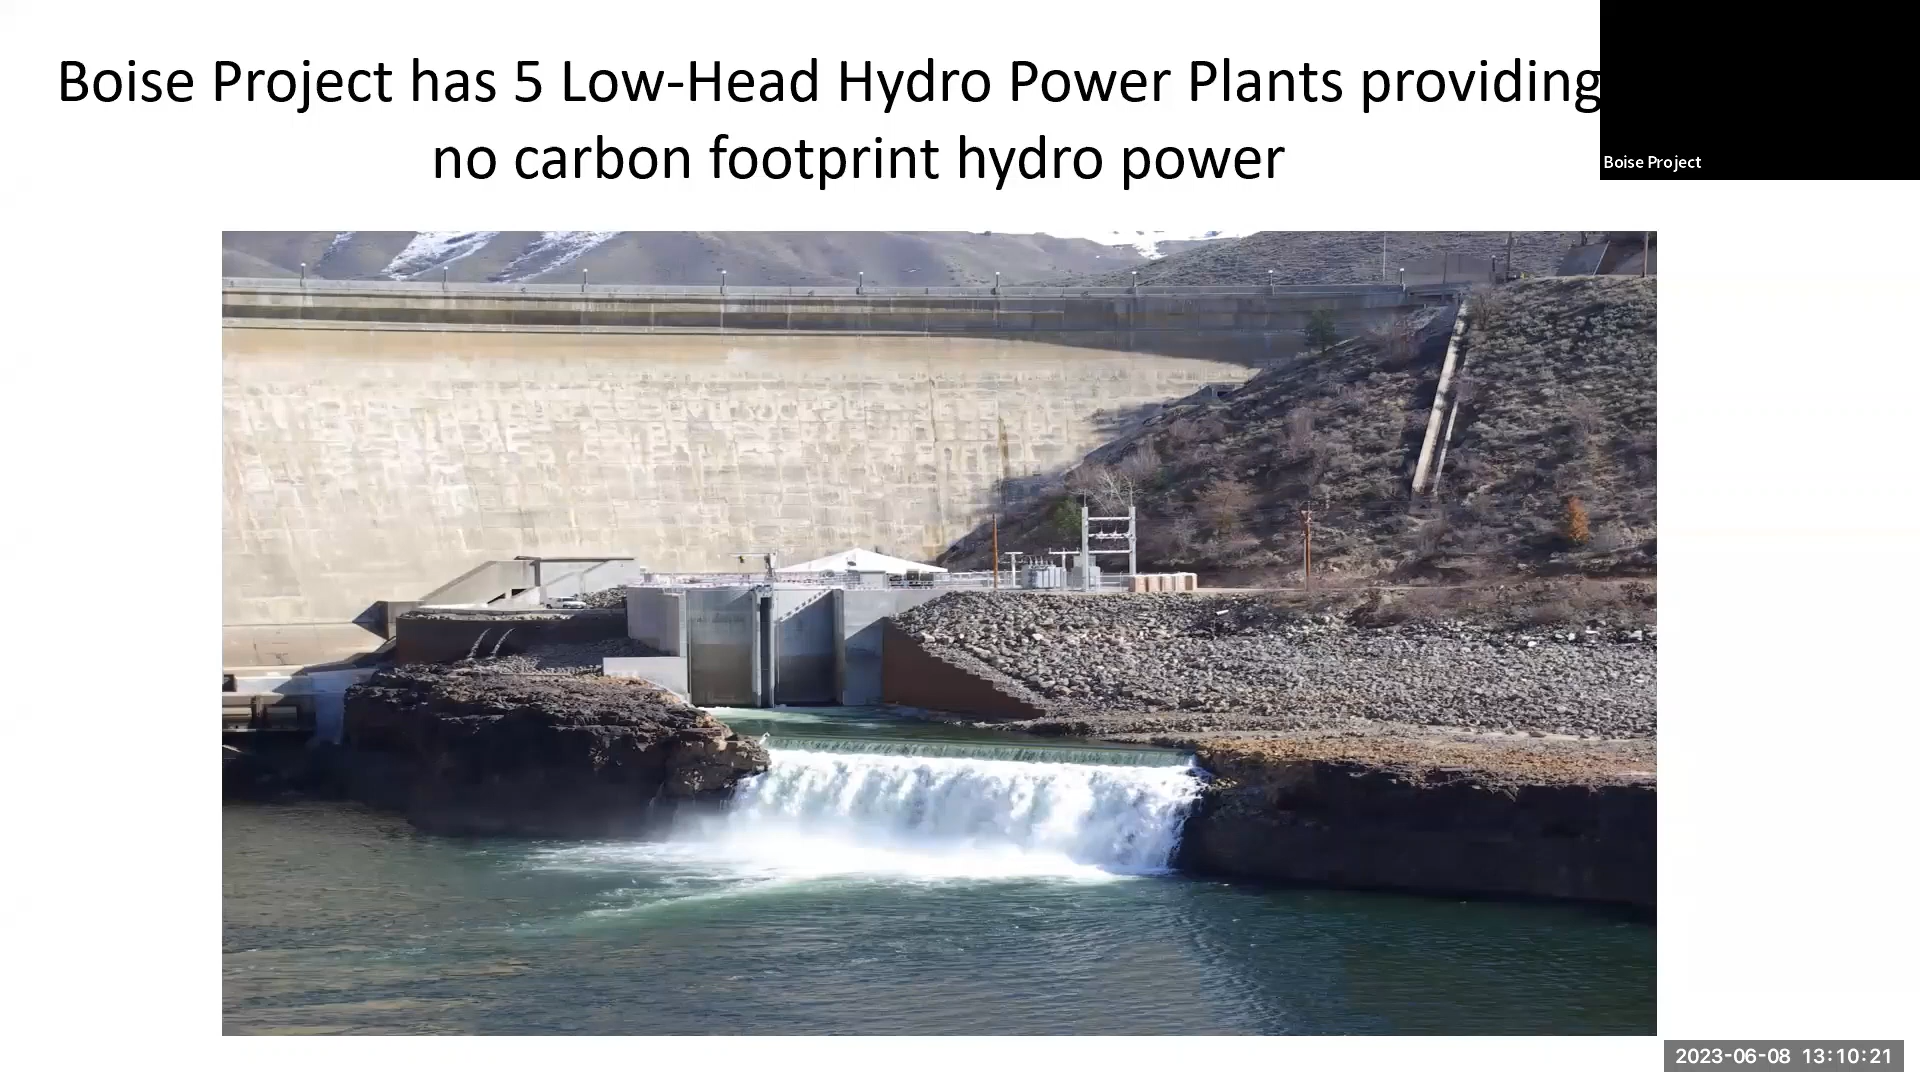 Boise Project has 5 Low-Head Hydro Power Plants providing
no carbon footprint hydro power
Boise Project
2023-06-08 13:10:21